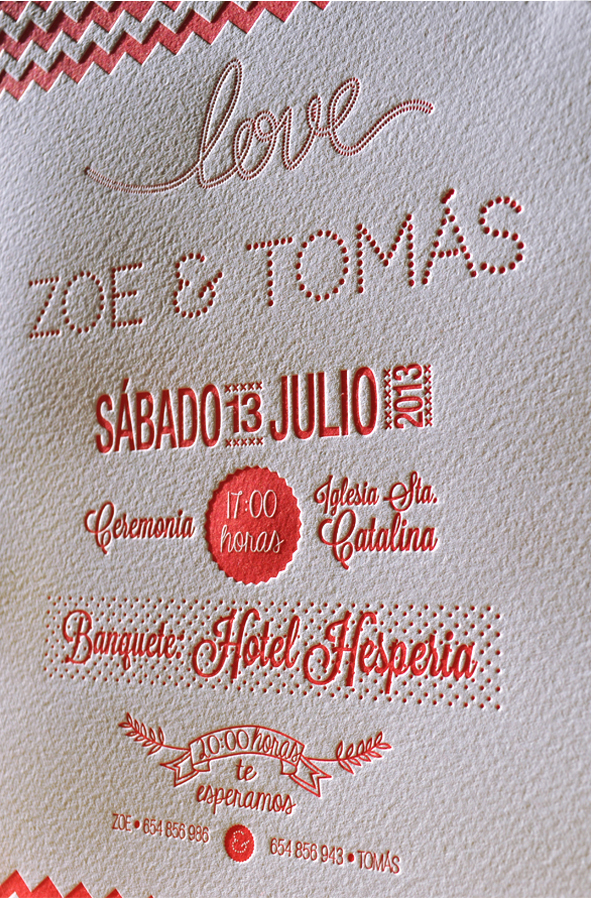 love
ZOE & TOMÁS
SÁBADO 13 JULIO 2013
Ceremonia 17:00 horas Iglesia Sta. Catalina
Banquete: Hotel Hesperia
20:00 horas
te
esperamos
ZOE • 654 856 986 & 654 856 943 • TOMÁS